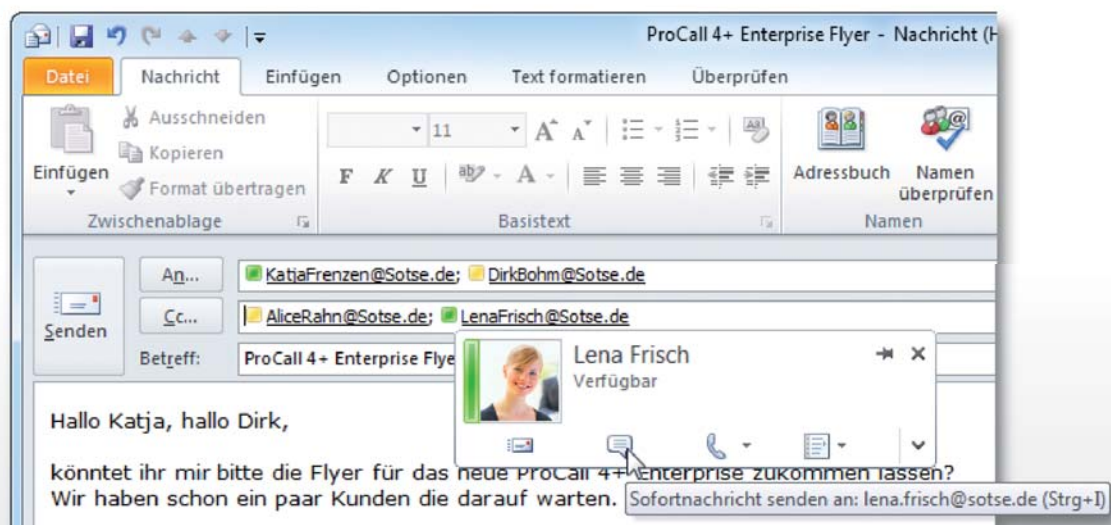 ProCall 4+ Enterprise Flyer - Nachricht (H
Datei Nachricht Einfügen Optionen Text formatieren Überprüfen
Einfügen
Ausschneiden
Kopieren
Format übertragen
Zwischenablage
11
F K U
Basistext
Adressbuch
Namen überprüfen
Namen
Senden
An... KatjaFrenzen@Sotse.de; DirkBohm@Sotse.de
Cc... AliceRahn@Sotse.de; LenaFrisch@Sotse.de
Betreff: ProCall 4+ Enterprise Flye
Lena Frisch
Verfügbar
Hallo Katja, hallo Dirk,
könntet ihr mir bitte die Flyer für das neue ProCall 4+ Enterprise zukommen lassen?
Wir haben schon ein paar Kunden die darauf warten.
Sofortnachricht senden an: lena.frisch@sotse.de (Strg+I)